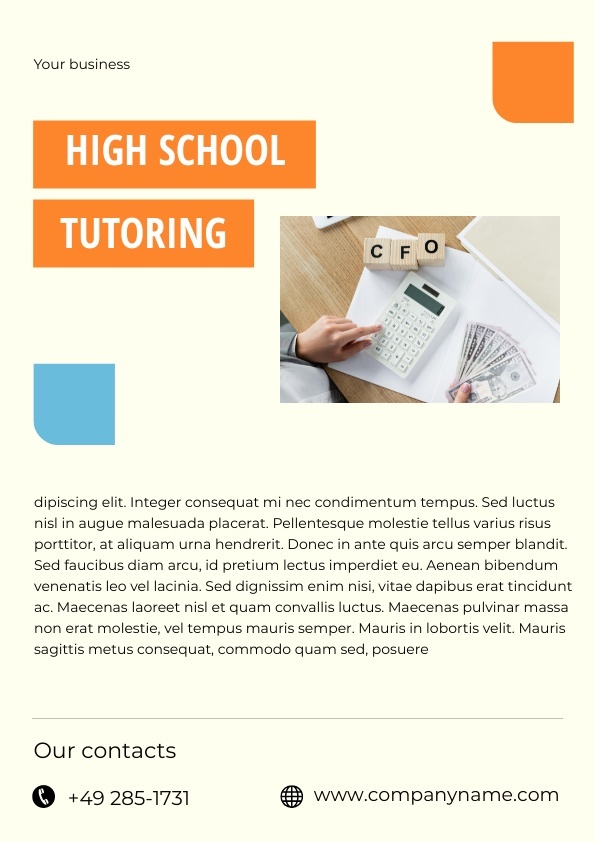 Your business
HIGH SCHOOL
TUTORING
CFO
dipiscing elit. Integer consequat mi nec condimentum tempus. Sed luctus
nisl in augue malesuada placerat. Pellentesque molestie tellus varius risus
porttitor, at aliquam urna hendrerit. Donec in ante quis arcu semper blandit.
Sed faucibus diam arcu, id pretium lectus imperdiet eu. Aenean bibendum
venenatis leo vel lacinia. Sed dignissim enim nisi, vitae dapibus erat tincidunt
ac. Maecenas laoreet nisl et quam convallis luctus. Maecenas pulvinar massa
non erat molestie, vel tempus mauris semper. Mauris in lobortis velit. Mauris
sagittis metus consequat, commodo quam sed, posuere
Our contacts
+49 285-1731
www.companyname.com